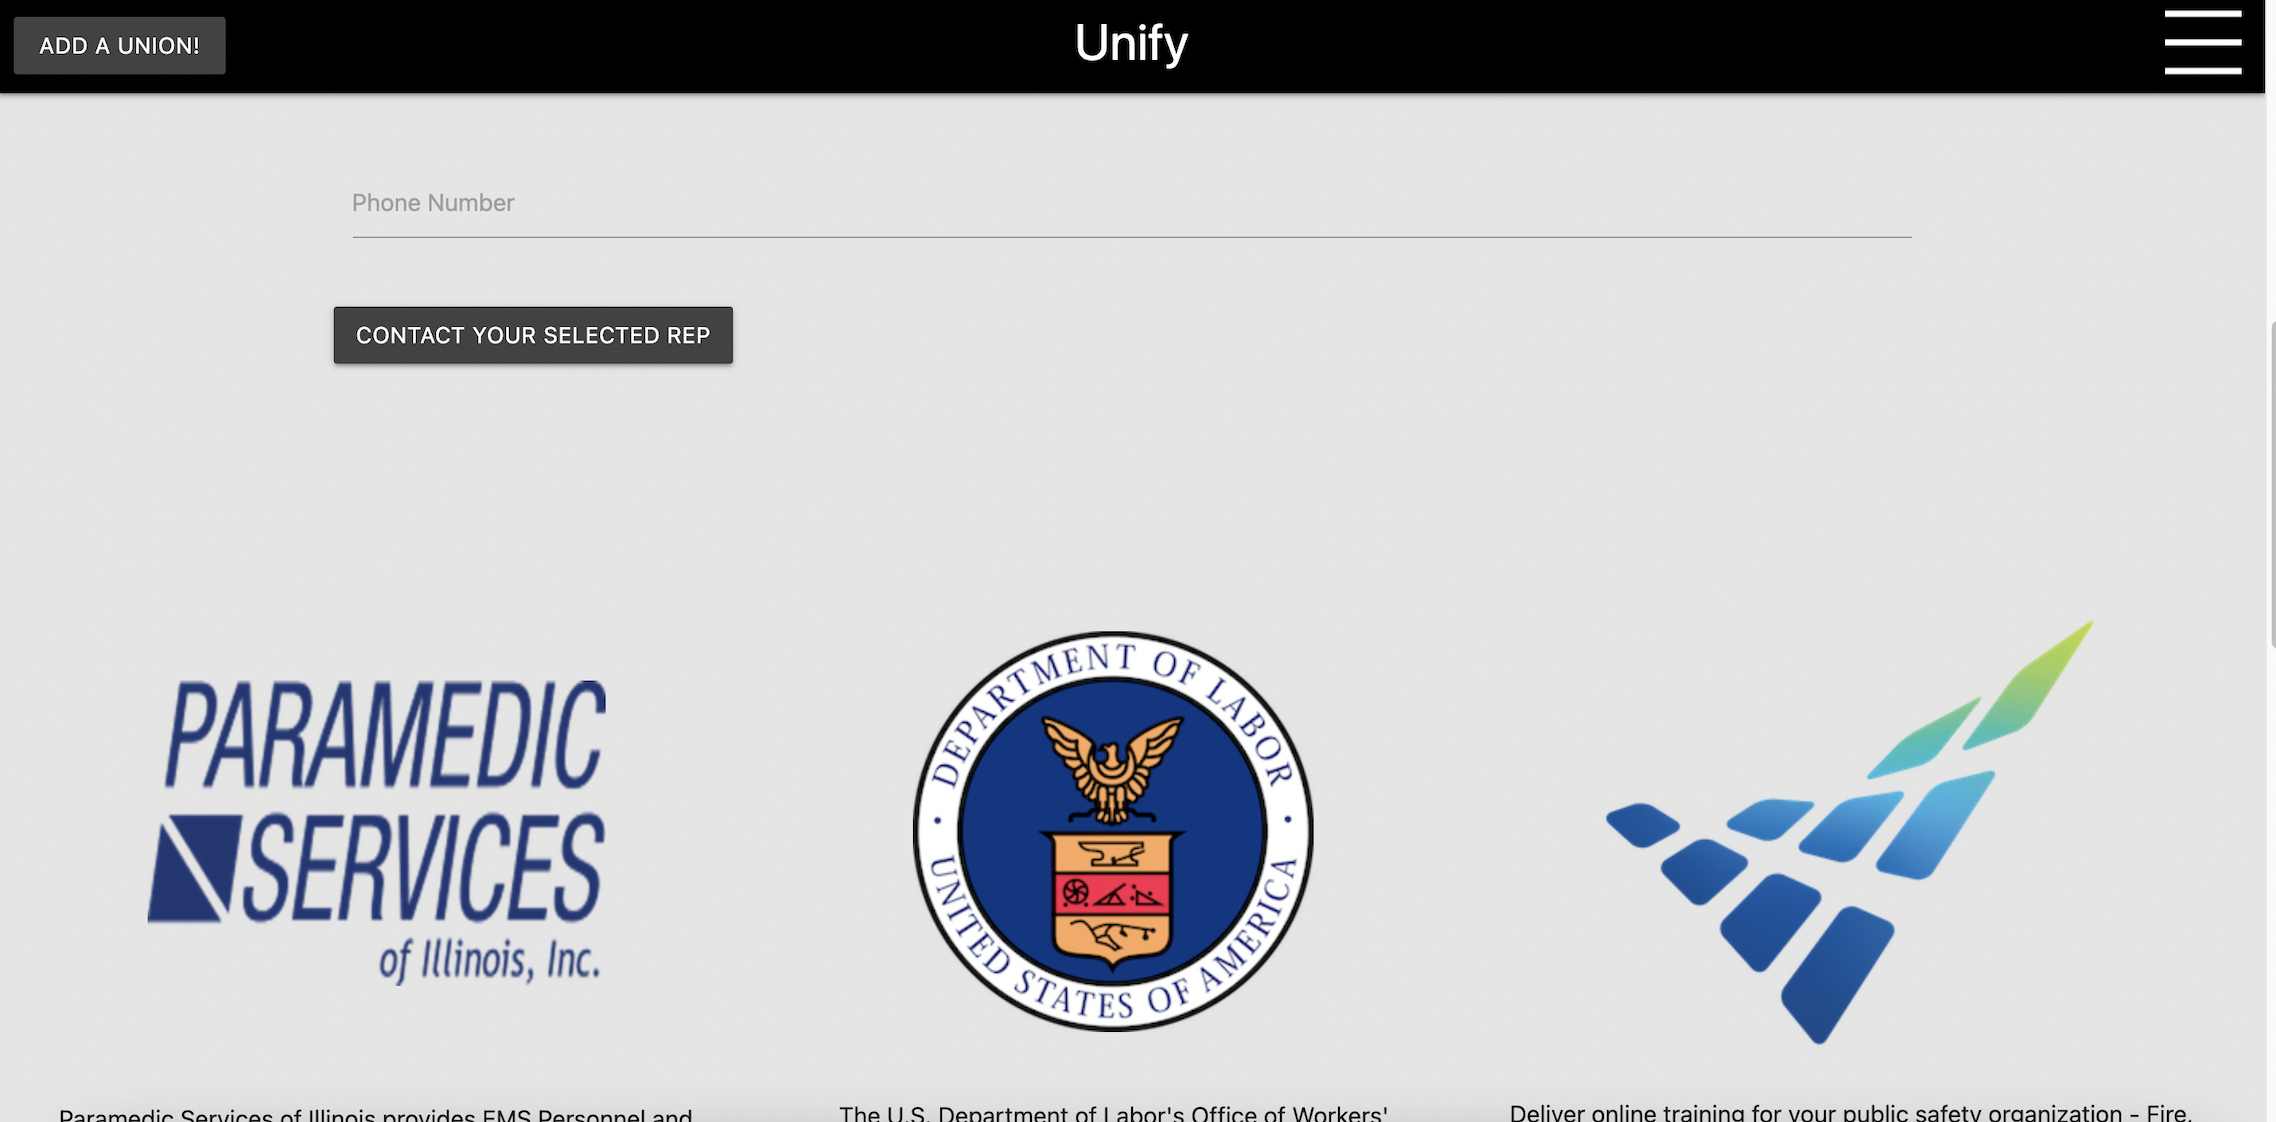 ADD A UNION!
Unify
Phone Number
CONTACT YOUR SELECTED REP
PARAMEDIC
SERVICES
of Illinois, Inc.
DEPARTMENT OF LABOR
UNITED STATES OF AMERICA
Paramedic Services of Illinois provides EMS Personnel and
The U.S. Department of Labor's Office of Workers'
Deliver online training for your public safety organization - Fire,